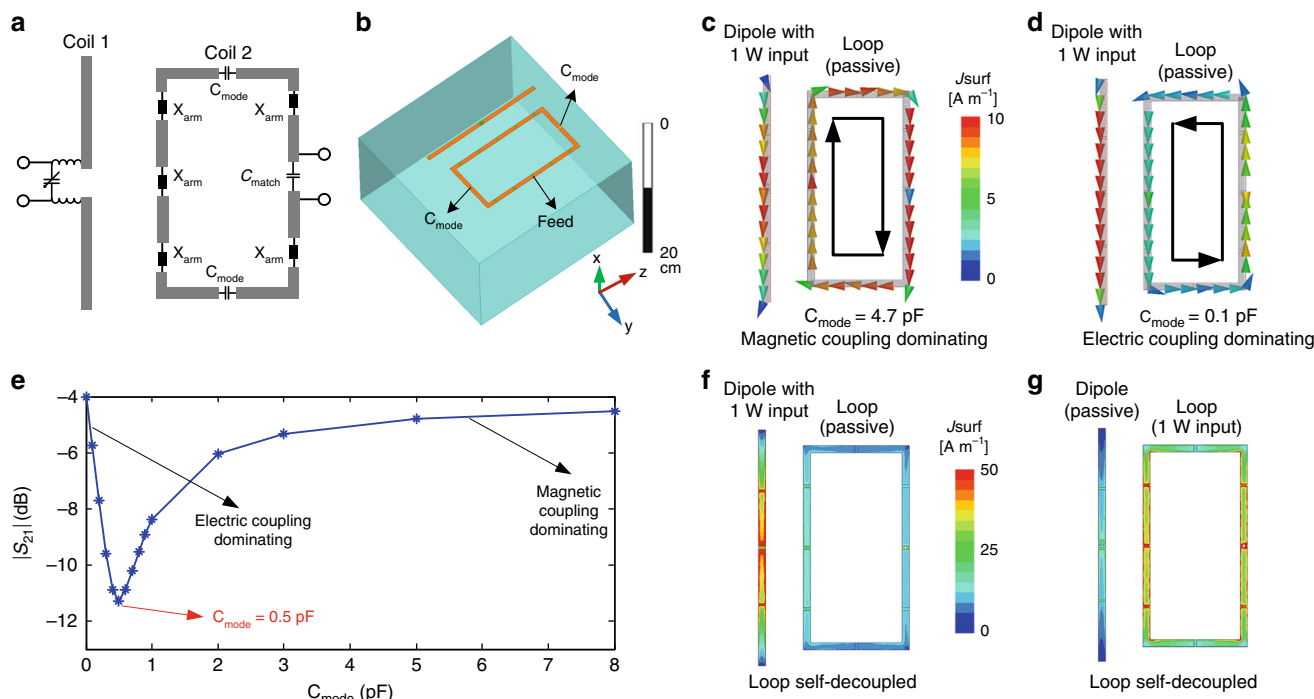 a
Coil 1
Coil 2
C_mode
X_arm
X_arm
X_arm
X_arm
X_arm
C_match
C_mode
b
C_mode
C_mode
Feed
0
20
cm
x
z
y
c
Dipole with
1 W input
Loop
(passive)
Jsurf
[A m⁻¹]
10
5
0
C_mode = 4.7 pF
Magnetic coupling dominating
d
Dipole with
1 W input
Loop
(passive)
C_mode = 0.1 pF
Electric coupling dominating
e
|S₂₁| (dB)
–4
–6
–8
–10
–12
0
1
2
3
4
5
6
7
8
C_mode (pF)
Electric coupling
dominating
Magnetic
coupling
dominating
C_mode = 0.5 pF
f
Dipole with
1 W input
Loop
(passive)
Jsurf
[A m⁻¹]
50
25
0
Loop self-decoupled
g
Dipole
(passive)
Loop
(1 W input)
Loop self-decoupled